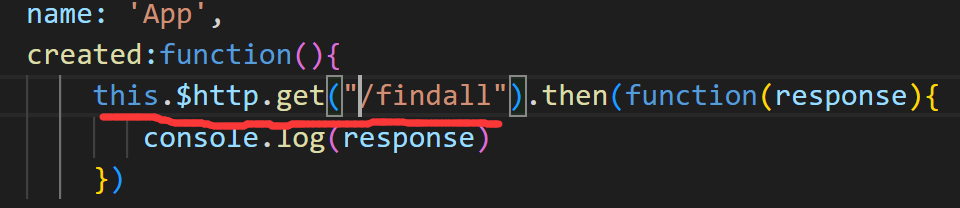 name: 'App',
created:function(){
this.$http.get("/findall").then(function(response){
console.log(response)
})